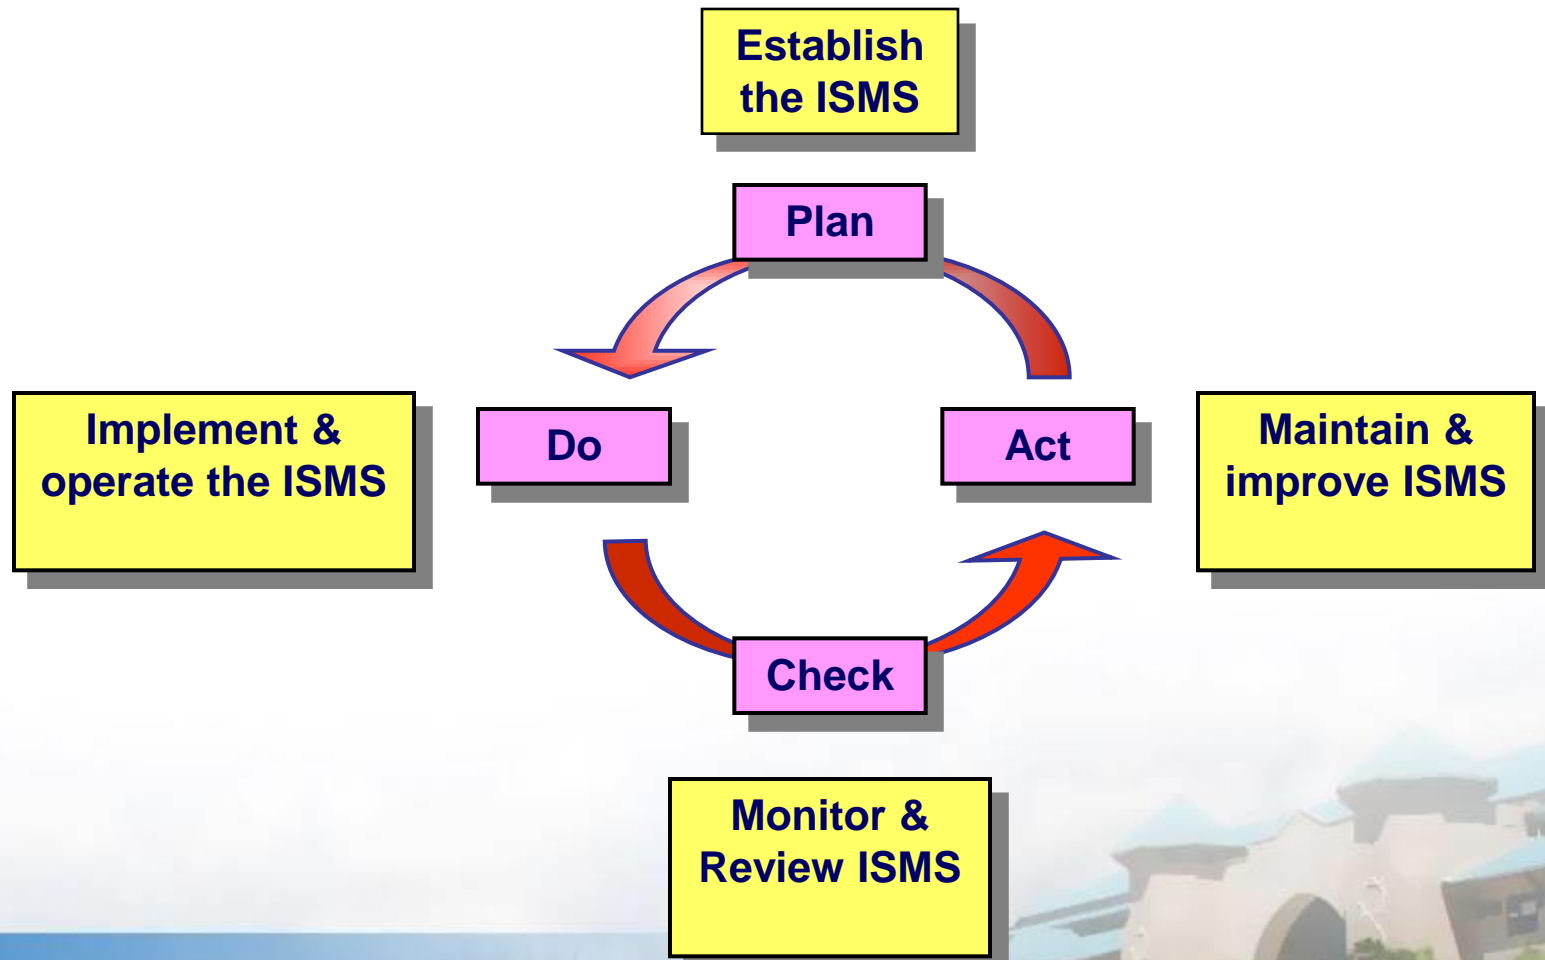 Establish
the ISMS
Plan
Implement &
operate the ISMS
Do
Act
Maintain &
improve ISMS
Check
Monitor &
Review ISMS